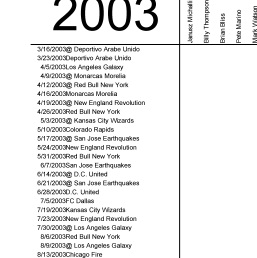 2003
Janusz Michallik
Billy Thompson
Brian Bliss
Pete Marino
Mark Watson
3/16/2003@ Deportivo Arabe Unido
3/23/2003Deportivo Arabe Unido
4/5/2003Los Angeles Galaxy
4/9/2003@ Monarcas Morelia
4/12/2003@ Red Bull New York
4/16/2003Monarcas Morelia
4/19/2003@ New England Revolution
4/26/2003Red Bull New York
5/3/2003@ Kansas City Wizards
5/10/2003Colorado Rapids
5/17/2003@ San Jose Earthquakes
5/24/2003New England Revolution
5/31/2003Red Bull New York
6/7/2003San Jose Earthquakes
6/14/2003@ D.C. United
6/21/2003@ San Jose Earthquakes
6/28/2003D.C. United
7/5/2003FC Dallas
7/19/2003Kansas City Wizards
7/23/2003New England Revolution
7/30/2003@ Los Angeles Galaxy
8/6/2003Red Bull New York
8/9/2003@ Los Angeles Galaxy
8/13/2003Chicago Fire